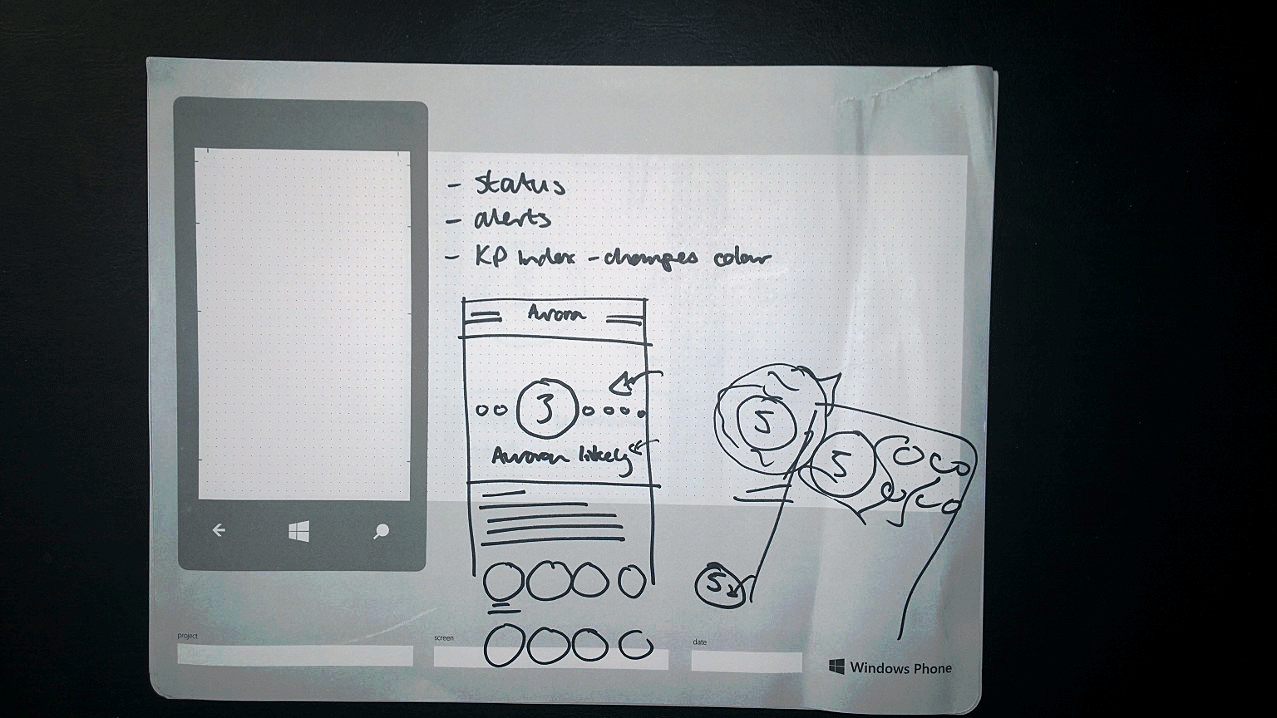 - status
- alerts
- KP Index - changes colour
Aurora
3
Aurora likely
5
5
5
project
screen
date
Windows Phone